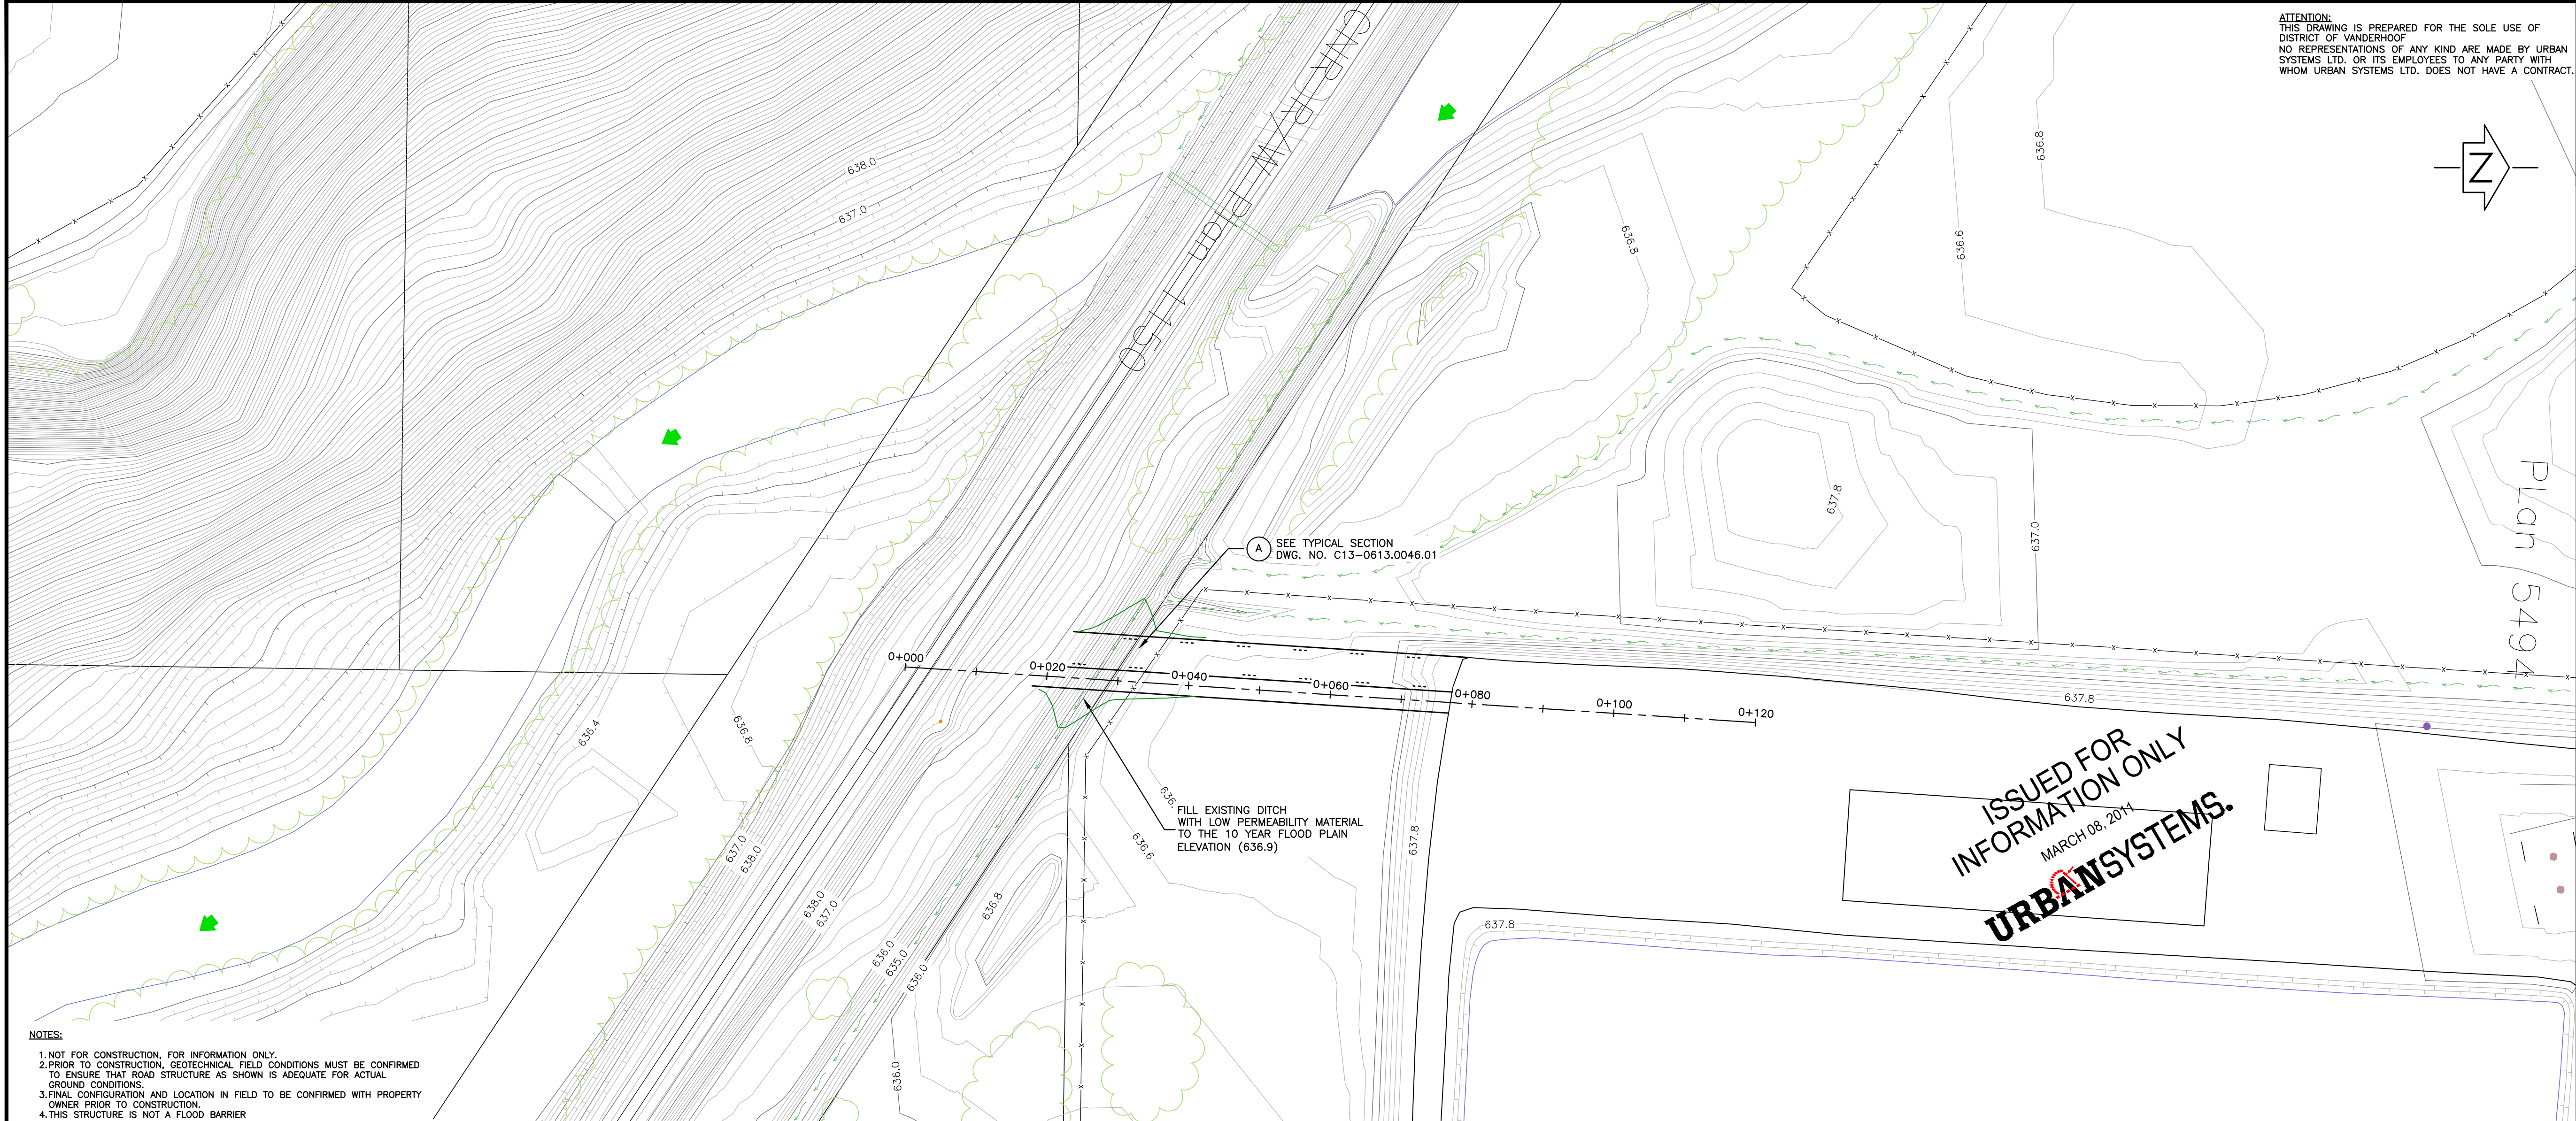 ATTENTION:
THIS DRAWING IS PREPARED FOR THE SOLE USE OF
DISTRICT OF VANDERHOOF
NO REPRESENTATIONS OF ANY KIND ARE MADE BY URBAN
SYSTEMS LTD. OR ITS EMPLOYEES TO ANY PARTY WITH
WHOM URBAN SYSTEMS LTD. DOES NOT HAVE A CONTRACT.
N
638.0
637.0
636.8
636.6
636.8
637.8
637.0
PLan 5494
A
SEE TYPICAL SECTION
DWG. NO. C13-0613.0046.01
0+000
0+020
0+040
0+060
0+080
0+100
0+120
637.8
636.4
636.8
636.
FILL EXISTING DITCH
WITH LOW PERMEABILITY MATERIAL
TO THE 10 YEAR FLOOD PLAIN
ELEVATION (636.9)
636.6
637.8
637.0
638.0
638.0
637.0
636.8
636.0
635.0
636.0
636.0
637.8
ISSUED FOR
INFORMATION ONLY
MARCH 08, 2011
URBANSYSTEMS.
NOTES:
1. NOT FOR CONSTRUCTION, FOR INFORMATION ONLY.
2. PRIOR TO CONSTRUCTION, GEOTECHNICAL FIELD CONDITIONS MUST BE CONFIRMED
TO ENSURE THAT ROAD STRUCTURE AS SHOWN IS ADEQUATE FOR ACTUAL
GROUND CONDITIONS.
3. FINAL CONFIGURATION AND LOCATION IN FIELD TO BE CONFIRMED WITH PROPERTY
OWNER PRIOR TO CONSTRUCTION.
4. THIS STRUCTURE IS NOT A FLOOD BARRIER